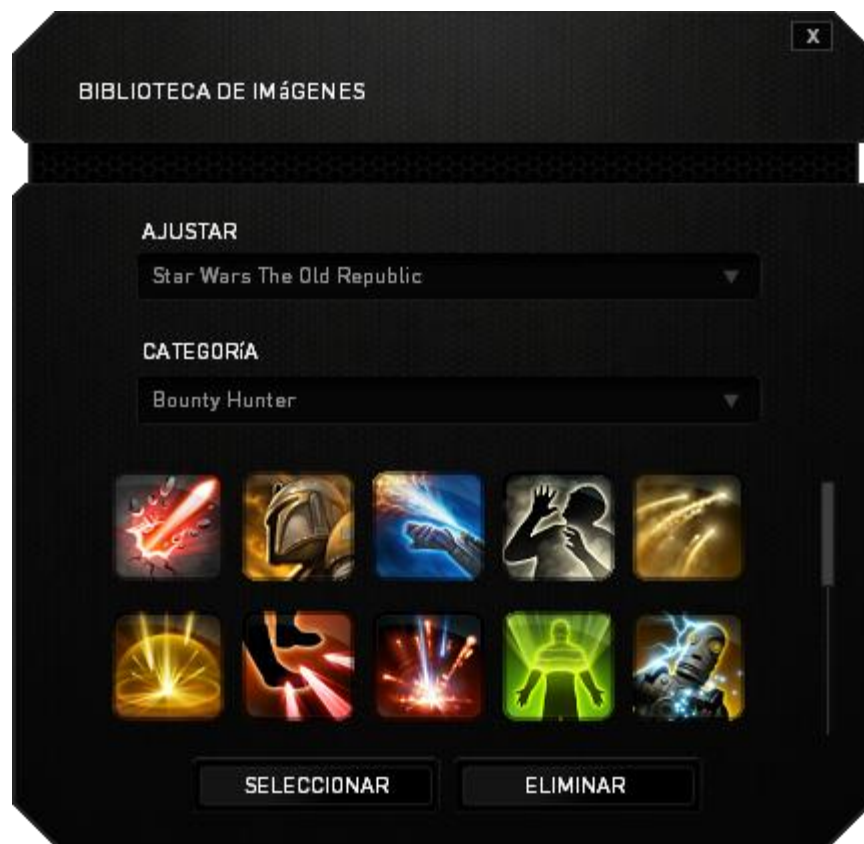 X
BIBLIOTECA DE IMáGENES
AJUSTAR
Star Wars The Old Republic
CATEGORíA
Bounty Hunter
SELECCIONAR
ELIMINAR